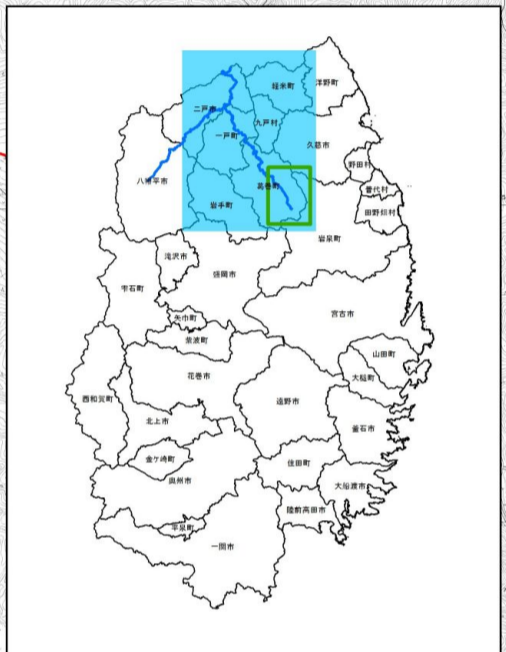 洋野町
軽米町
二戸市
九戸村
一戸町
久慈市
野田村
八幡平市
葛巻町
普代村
岩手町
田野畑村
岩泉町
滝沢市
盛岡市
雫石町
宮古市
矢巾町
紫波町
山田町
花巻市
大槌町
西和賀町
遠野市
北上市
釜石市
金ケ崎町
住田町
奥州市
大船渡市
陸前高田市
平泉町
一関市